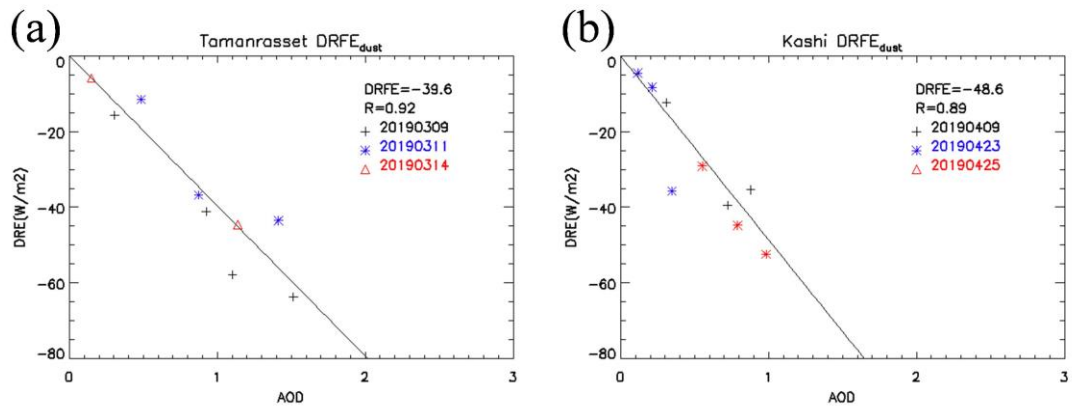 (a)
Tamanrasset DRFEdust
DRFE=-39.6
R=0.92
+ 20190309
* 20190311
△ 20190314
0
-20
-40
-60
-80
DRE(W/m2)
0 1 2 3
AOD
(b)
Kashi DRFEdust
DRFE=-48.6
R=0.89
+ 20190409
* 20190423
△ 20190425
0
-20
-40
-60
-80
DRE(W/m2)
0 1 2 3
AOD